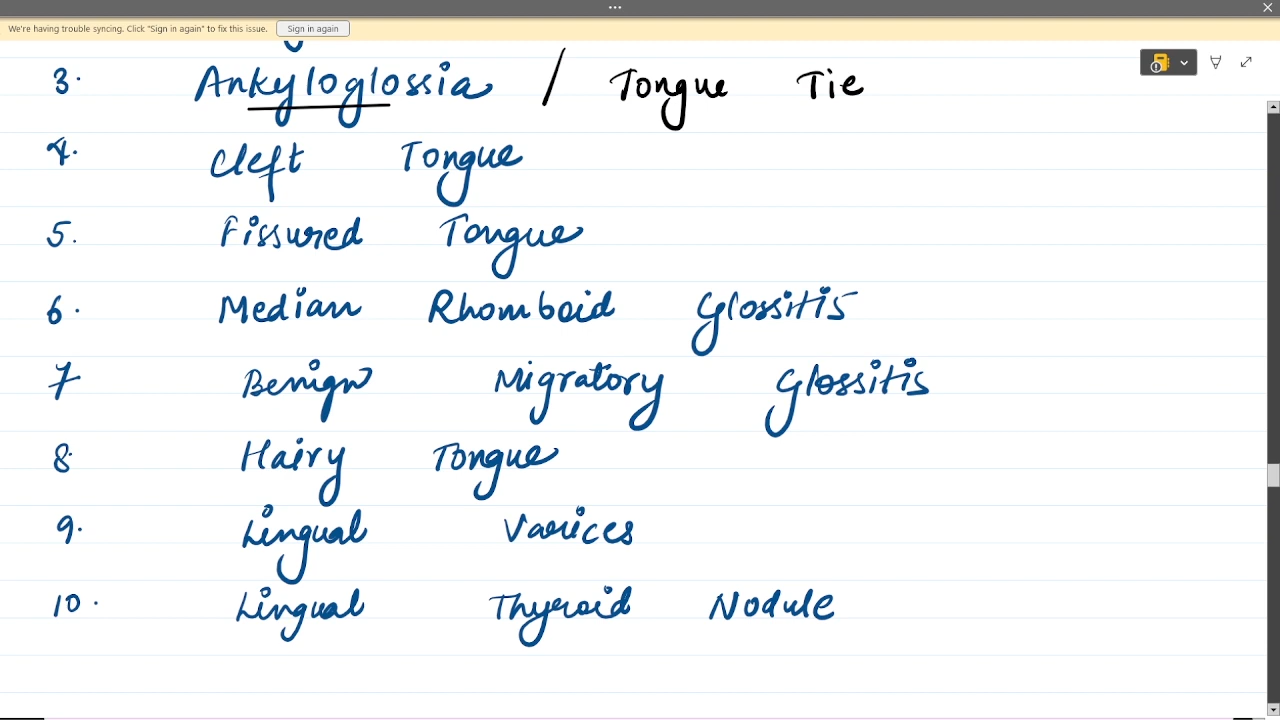 We're having trouble syncing. Click "Sign in again" to fix this issue. Sign in again
3. Ankyloglossia / Tongue Tie
4. Cleft Tongue
5. Fissured Tongue
6. Median Rhomboid Glossitis
7 Benign Migratory Glossitis
8. Hairy Tongue
9. Lingual Varices
10. Lingual Thyroid Nodule